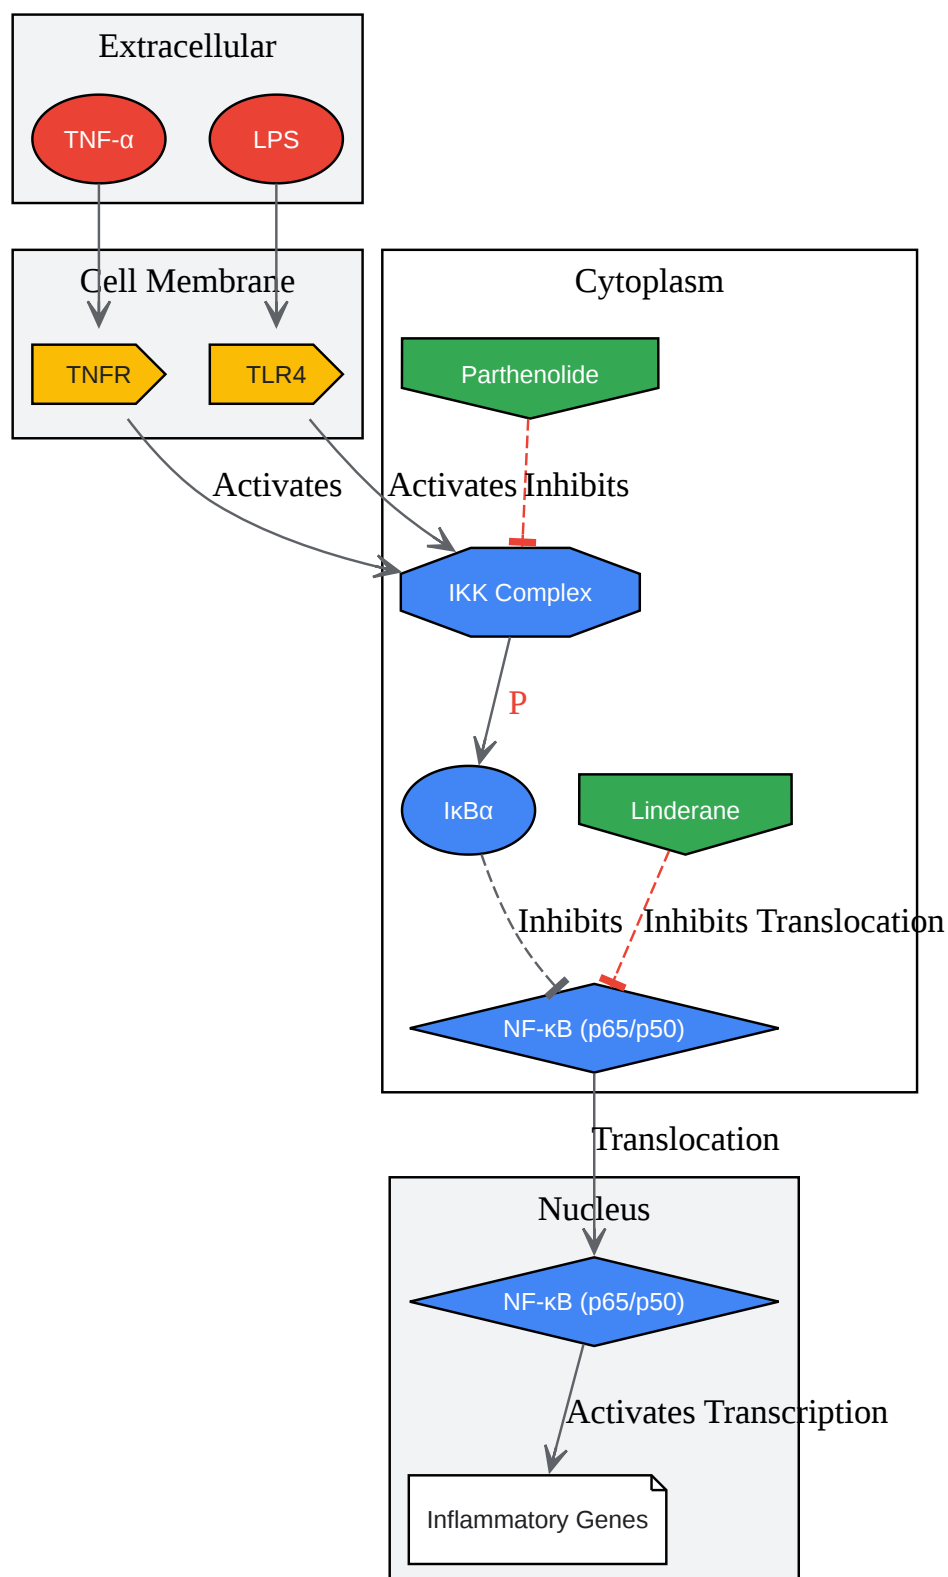 Extracellular
TNF-α
LPS
Cell Membrane
Cytoplasm
TNFR
TLR4
Parthenolide
Activates
Activates
Inhibits
IKK Complex
P
IκBα
Linderane
Inhibits
Inhibits Translocation
NF-κB (p65/p50)
Translocation
Nucleus
NF-κB (p65/p50)
Activates Transcription
Inflammatory Genes